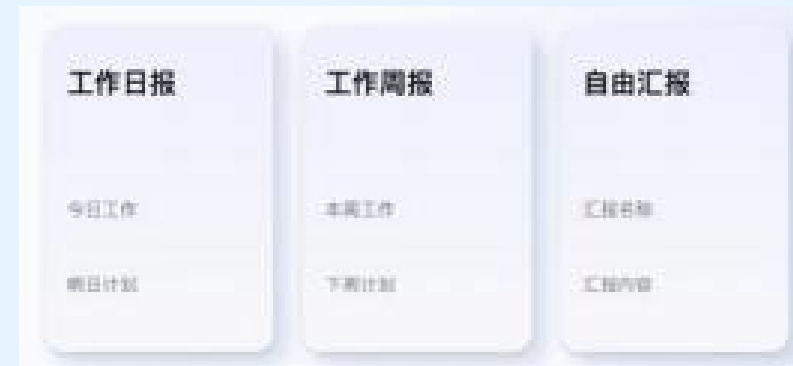 工作日报
今日工作
明日计划
工作周报
本周工作
下周计划
自由汇报
汇报名称
汇报内容